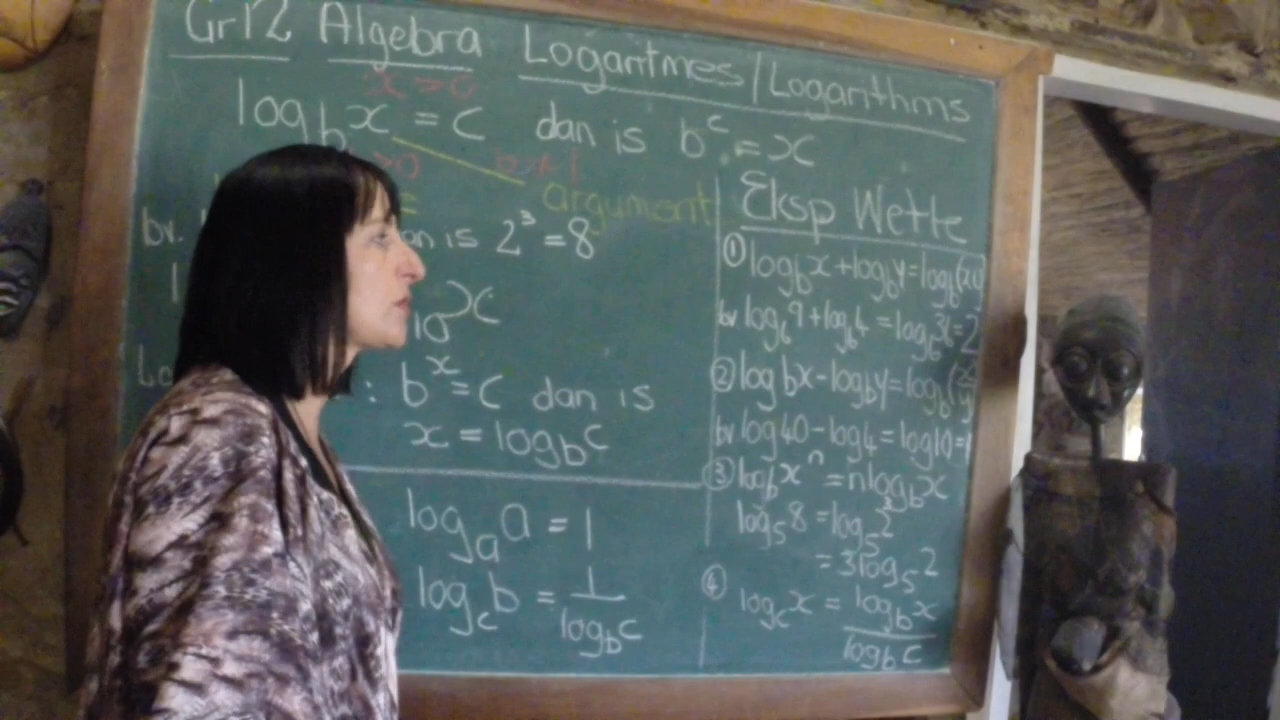 Gr12 Algebra Logaritmes/Logarithms
x > 0
log_b x = c dan is b^c = x
>0 b ≠ 1
argument
bv. an is 2^3 = 8
10^x
: b^x = c dan is
x = log_b c
log_a a = 1
log_c b = 1/log_b c
Eksp Wette
① log_b x + log_b y = log_b (xy)
bv log_6 9 + log_6 4 = log_6 36 = 2
② log_b x - log_b y = log_b (x/y
bv log 40 - log 4 = log 10 = 1
③ log_b x^n = n log_b x
log_5 8 = log_5 2^3
= 3 log_5 2
④ log_c x = log_b x / log_b c